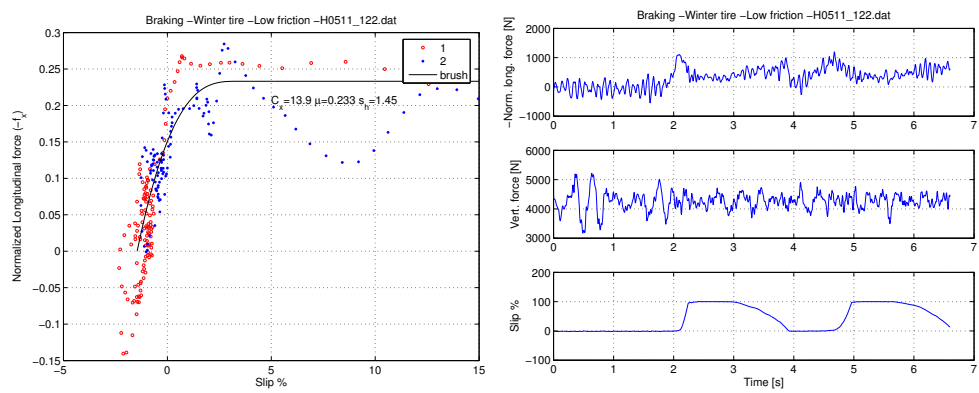 Braking −Winter tire −Low friction −H0511_122.dat
0.3
0.25
0.2
0.15
0.1
0.05
0
−0.05
−0.1
−0.15
Normalized Longitudinal force (−f_x)
1
2
brush
C_x=13.9 μ=0.233 s_h=1.45
−5
0
5
10
15
Slip %
Braking −Winter tire −Low friction −H0511_122.dat
−Norm. long. force [N]
2000
1000
0
−1000
0 1 2 3 4 5 6 7
Vert. force [N]
6000
5000
4000
3000
0 1 2 3 4 5 6 7
Slip %
200
100
0
−100
0 1 2 3 4 5 6 7
Time [s]